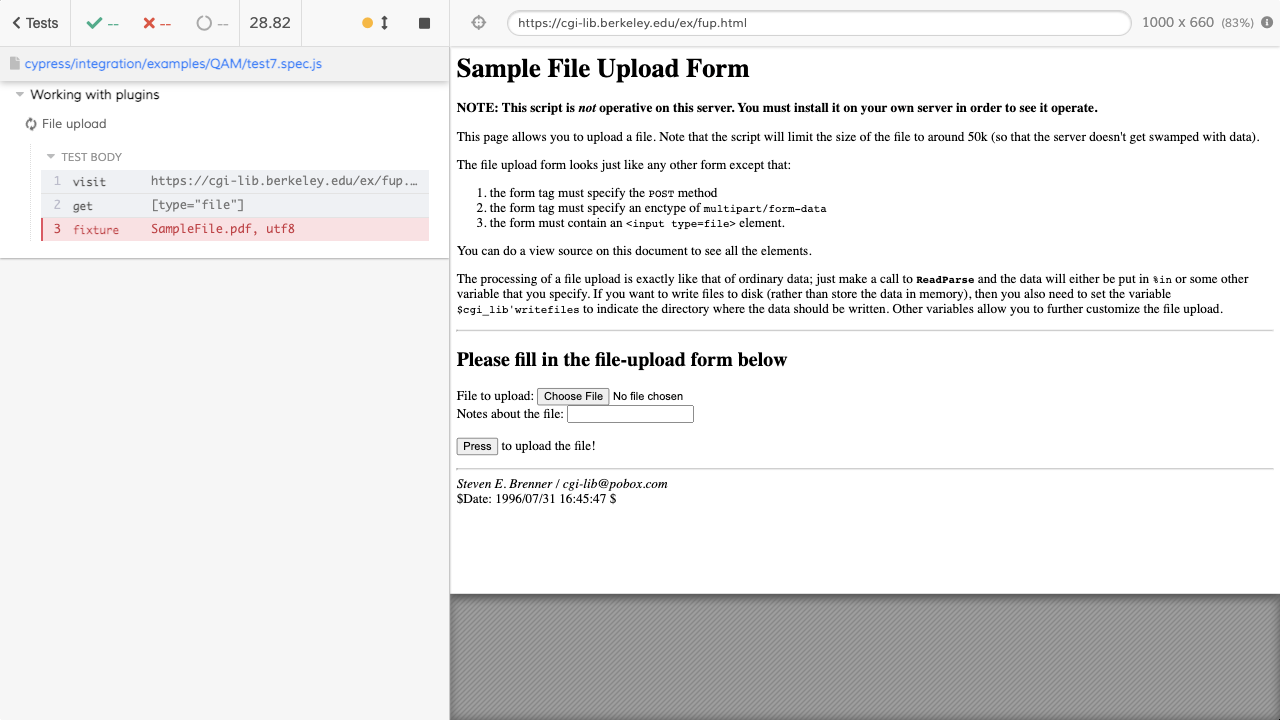 Tests
--
--
--
28.82
https://cgi-lib.berkeley.edu/ex/fup.html
1000 x 660 (83%)
cypress/integration/examples/QAM/test7.spec.js
Working with plugins
File upload
TEST BODY
1 visit https://cgi-lib.berkeley.edu/ex/fup.…
2 get [type="file"]
3 fixture SampleFile.pdf, utf8
Sample File Upload Form
NOTE: This script is not operative on this server. You must install it on your own server in order to see it operate.
This page allows you to upload a file. Note that the script will limit the size of the file to around 50k (so that the server doesn't get swamped with data).
The file upload form looks just like any other form except that:
1. the form tag must specify the POST method
2. the form tag must specify an enctype of multipart/form-data
3. the form must contain an <input type=file> element.
You can do a view source on this document to see all the elements.
The processing of a file upload is exactly like that of ordinary data; just make a call to ReadParse and the data will either be put in %in or some other
variable that you specify. If you want to write files to disk (rather than store the data in memory), then you also need to set the variable
$cgi_lib'writefiles to indicate the directory where the data should be written. Other variables allow you to further customize the file upload.
Please fill in the file-upload form below
File to upload: Choose File No file chosen
Notes about the file:
Press to upload the file!
Steven E. Brenner / cgi-lib@pobox.com
$Date: 1996/07/31 16:45:47 $